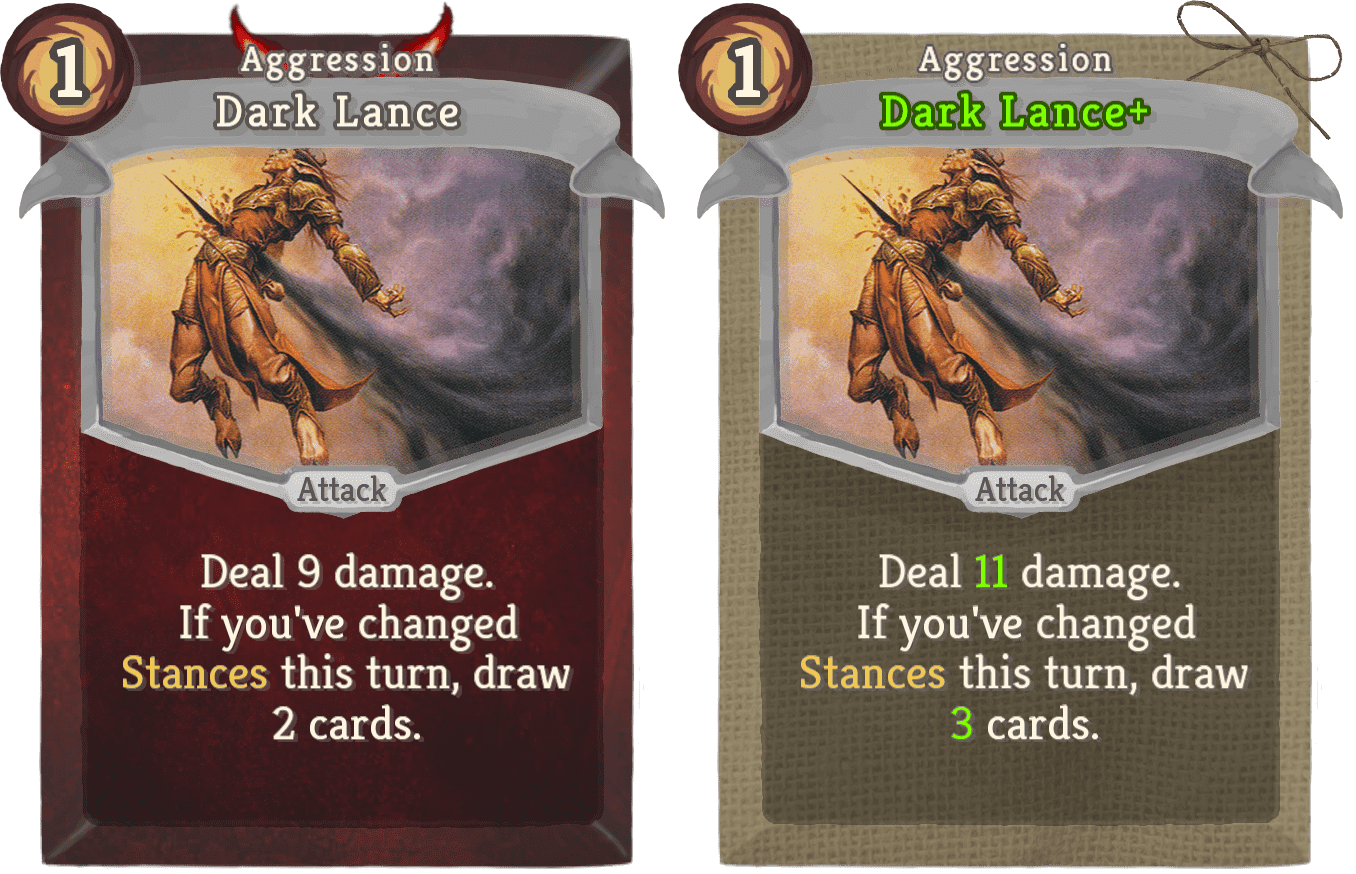 1
Aggression
Dark Lance
Attack
Deal 9 damage.
If you've changed
Stances this turn, draw
2 cards.
1
Aggression
Dark Lance+
Attack
Deal 11 damage.
If you've changed
Stances this turn, draw
3 cards.